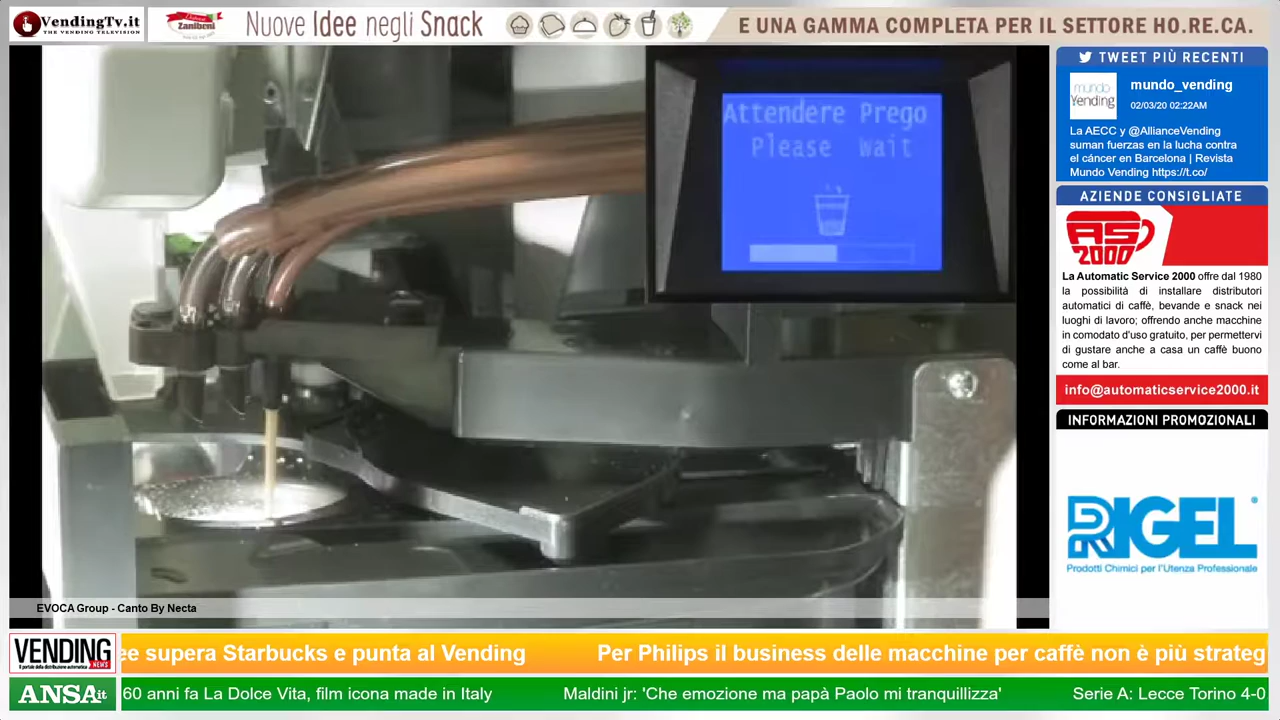 VendingTv.it
THE VENDING TELEVISION
Zaniboni
Nuove Idee negli Snack
E UNA GAMMA COMPLETA PER IL SETTORE HO.RE.CA.
Attendere Prego
Please Wait
EVOCA Group - Canto By Necta
TWEET PIÙ RECENTI
mundo Vending
mundo_vending
02/03/20 02:22AM
La AECC y @AllianceVending
suman fuerzas en la lucha contra
el cáncer en Barcelona | Revista
Mundo Vending https://t.co/
AZIENDE CONSIGLIATE
AS
2000
La Automatic Service 2000 offre dal 1980
la possibilità di installare distributori
automatici di caffè, bevande e snack nei
luoghi di lavoro; offrendo anche macchine
in comodato d'uso gratuito, per permettervi
di gustare anche a casa un caffè buono
come al bar.
info@automaticservice2000.it
INFORMAZIONI PROMOZIONALI
RIGEL
Prodotti Chimici per l'Utenza Professionale
VENDING
NEWS
Il portale della distribuzione automatica
ee supera Starbucks e punta al Vending
Per Philips il business delle macchine per caffè non è più strateg
ANSA.it
60 anni fa La Dolce Vita, film icona made in Italy
Maldini jr: 'Che emozione ma papà Paolo mi tranquillizza'
Serie A: Lecce Torino 4-0